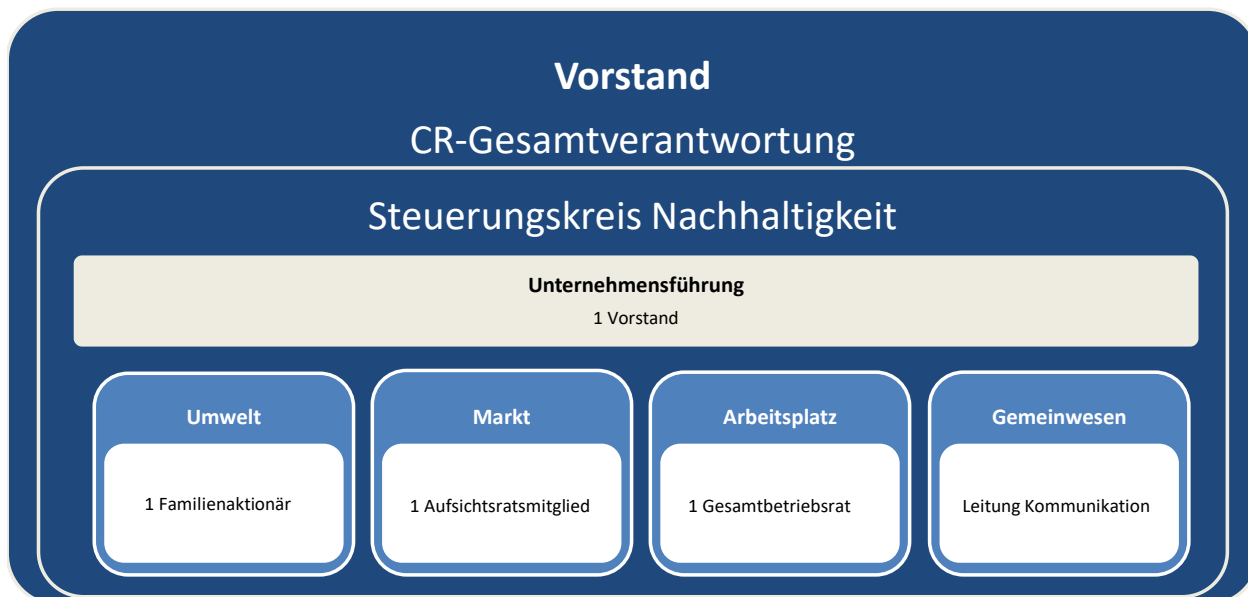 Vorstand
CR-Gesamtverantwortung
Steuerungskreis Nachhaltigkeit
Unternehmensführung
1 Vorstand
Umwelt
1 Familienaktionär
Markt
1 Aufsichtsratsmitglied
Arbeitsplatz
1 Gesamtbetriebsrat
Gemeinwesen
Leitung Kommunikation